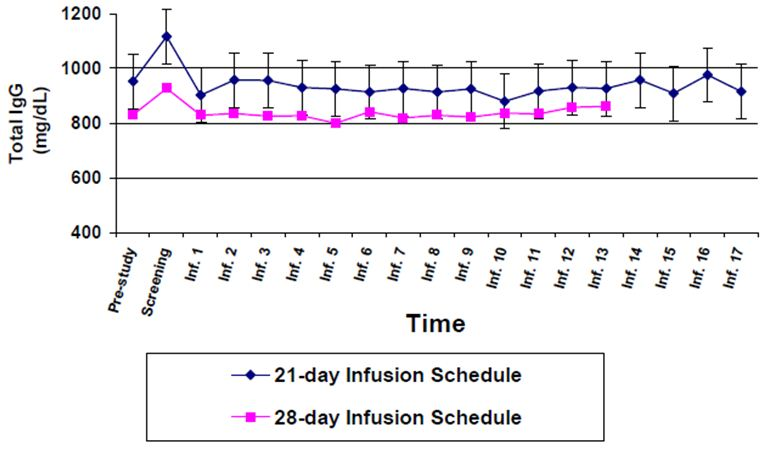 1200
1000
800
600
400
Total IgG
(mg/dL)
Pre-study
Screening
Inf. 1
Inf. 2
Inf. 3
Inf. 4
Inf. 5
Inf. 6
Inf. 7
Inf. 8
Inf. 9
Inf. 10
Inf. 11
Inf. 12
Inf. 13
Inf. 14
Inf. 15
Inf. 16
Inf. 17
Time
21-day Infusion Schedule
28-day Infusion Schedule